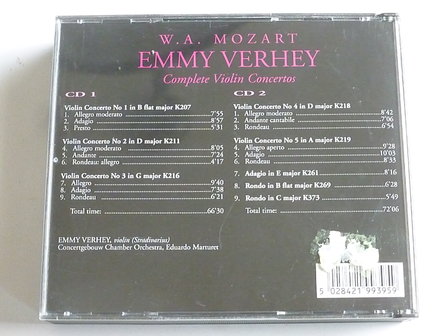 W.A. MOZART
EMMY VERHEY
Complete Violin Concertos
CD 1
Violin Concerto No 1 in B flat major K207
1. Allegro moderato 7'55
2. Adagio 8'57
3. Presto 5'31
Violin Concerto No 2 in D major K211
4. Allegro moderato 8'05
5. Andante 7'24
6. Rondeau: allegro 4'17
Violin Concerto No 3 in G major K216
7. Allegro 9'40
8. Adagio 7'38
9. Rondeau 6'21
Total time: 66'30
EMMY VERHEY, violin (Stradivarius)
Concertgebouw Chamber Orchestra, Eduardo Marturet
CD 2
Violin Concerto No 4 in D major K218
1. Allegro moderato 8'42
2. Andante cantabile 7'06
3. Rondeau 6'54
Violin Concerto No 5 in A major K219
4. Allegro aperto 9'28
5. Adagio 10'03
6. Rondeau 8'33
7. Adagio in E major K261 8'16
8. Rondo in B flat major K269 6'28
9. Rondo in C major K373 5'49
Total time: 72'06
5 028421 993959